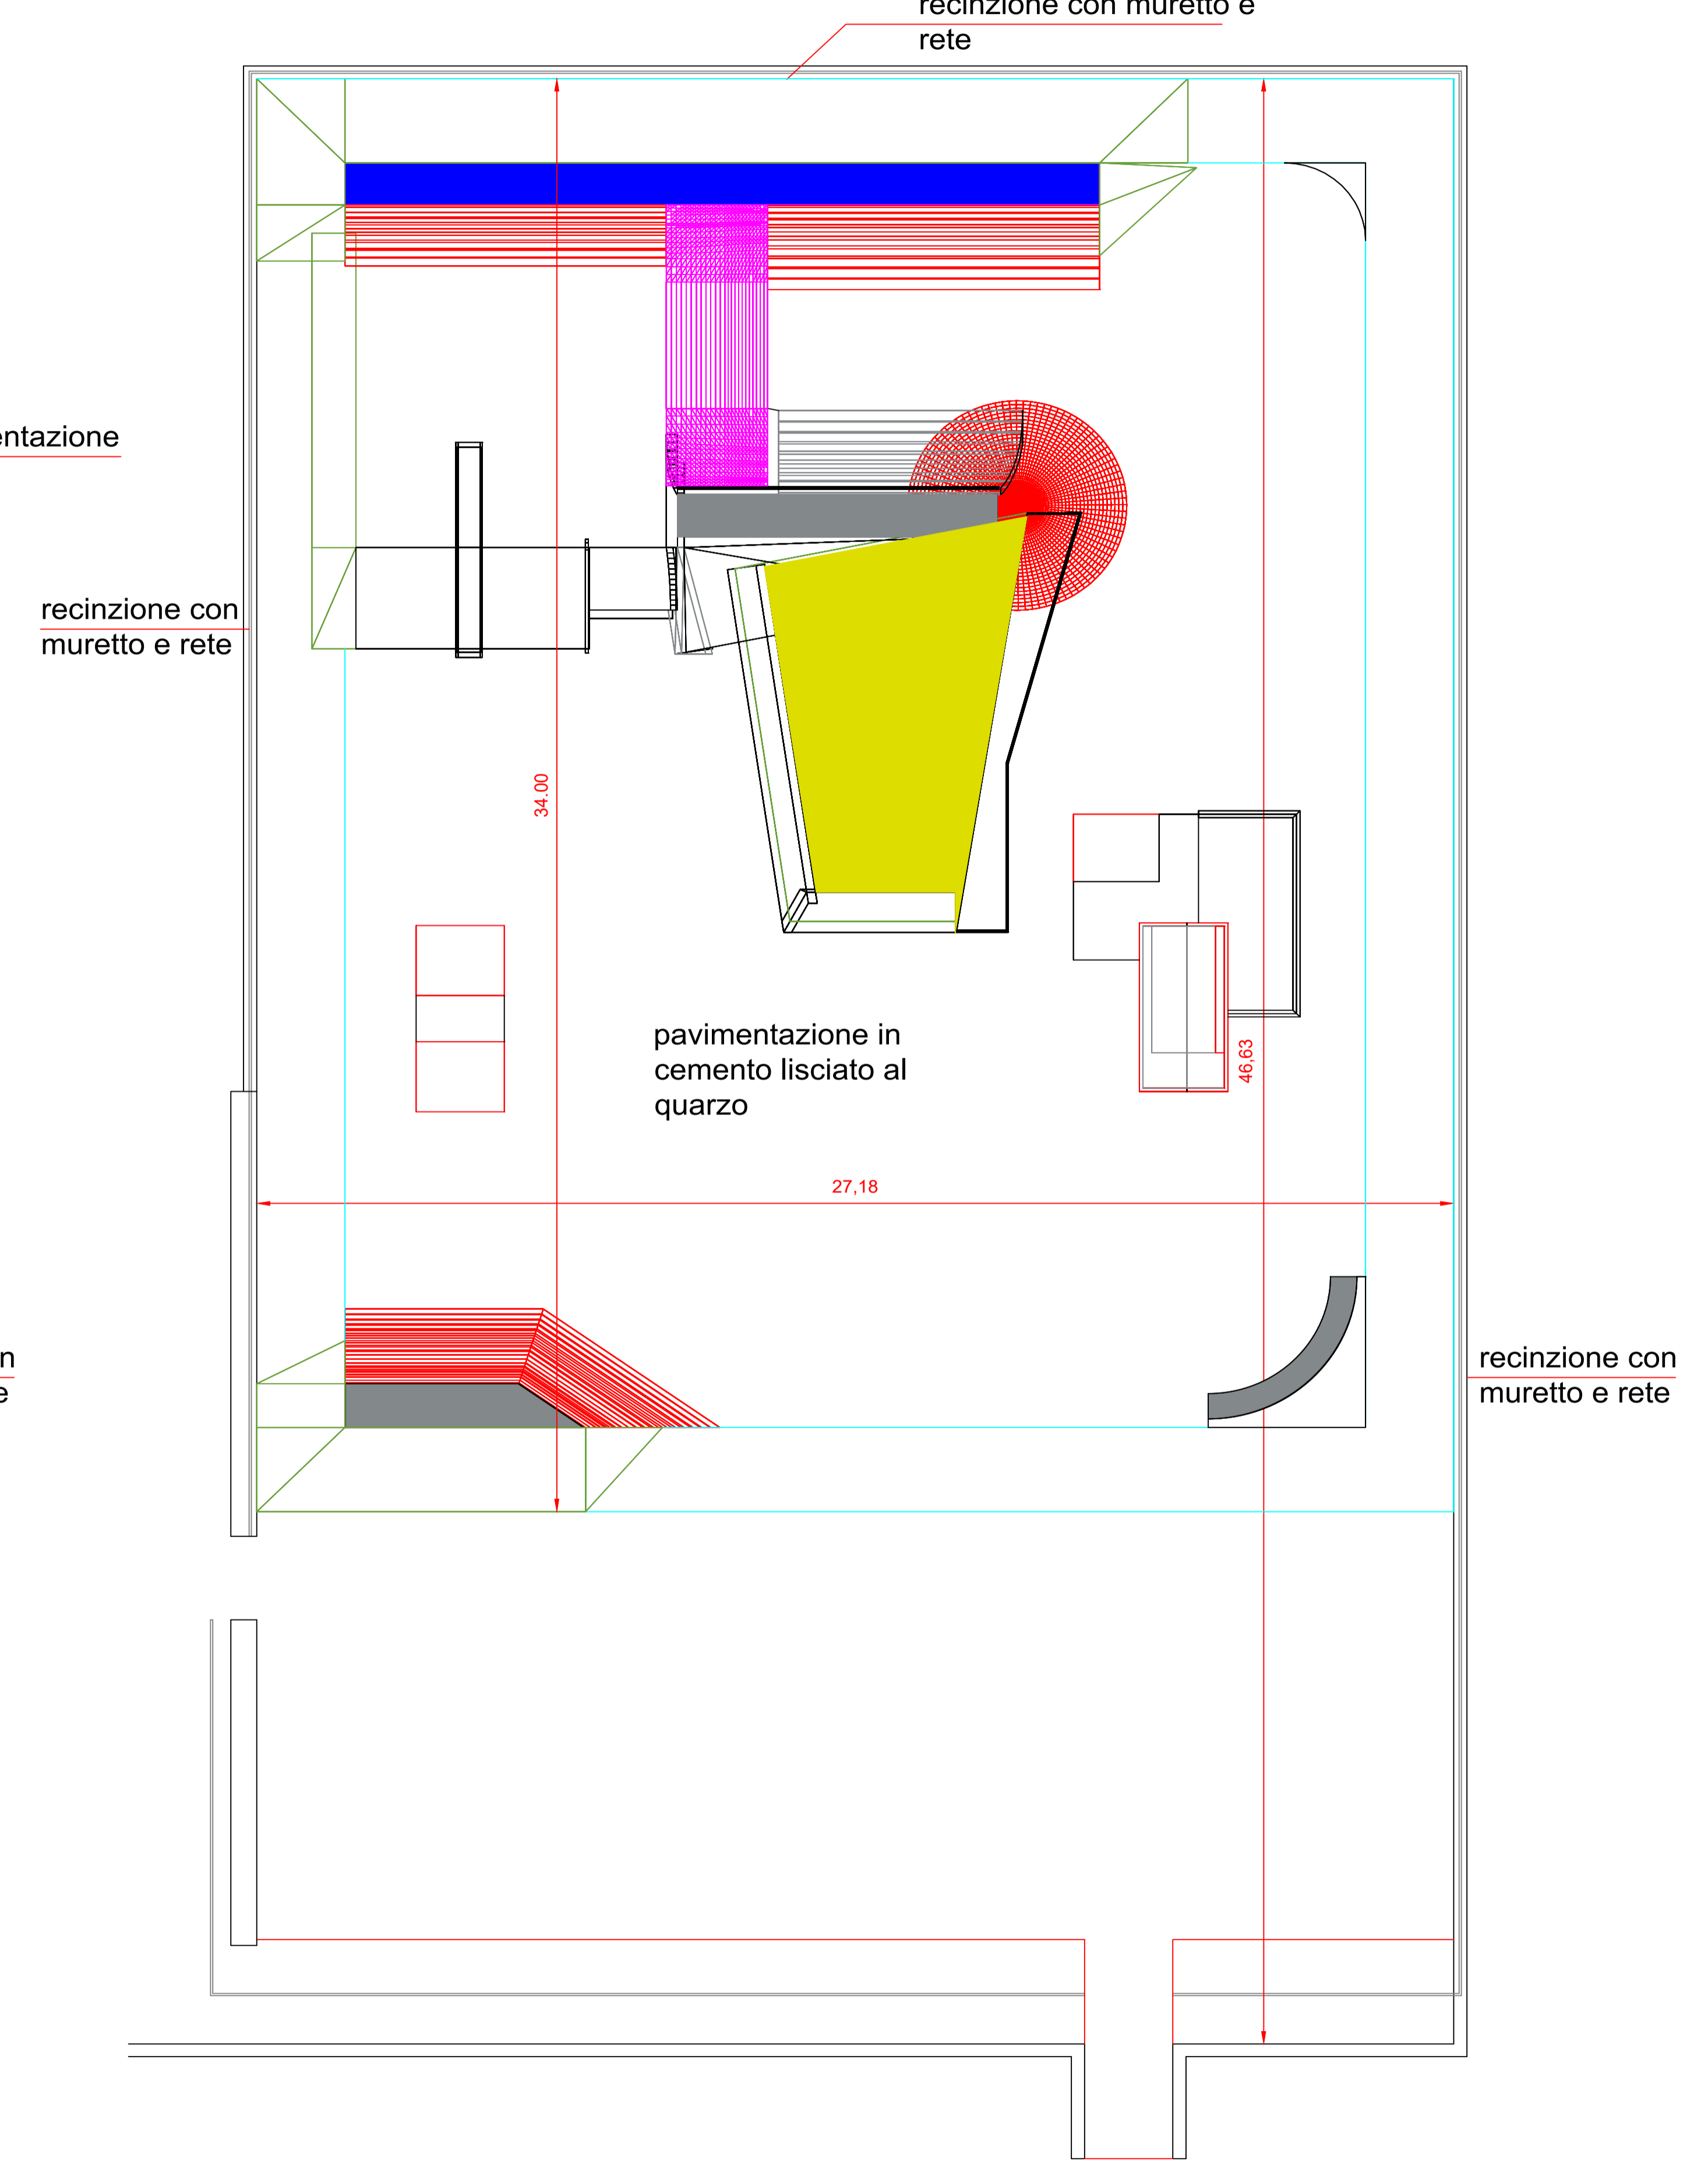 recinzione con muretto e
rete
entazione
recinzione con
muretto e rete
34.00
pavimentazione in
cemento lisciato al
quarzo
46,63
27,18
n
e
recinzione con
muretto e rete